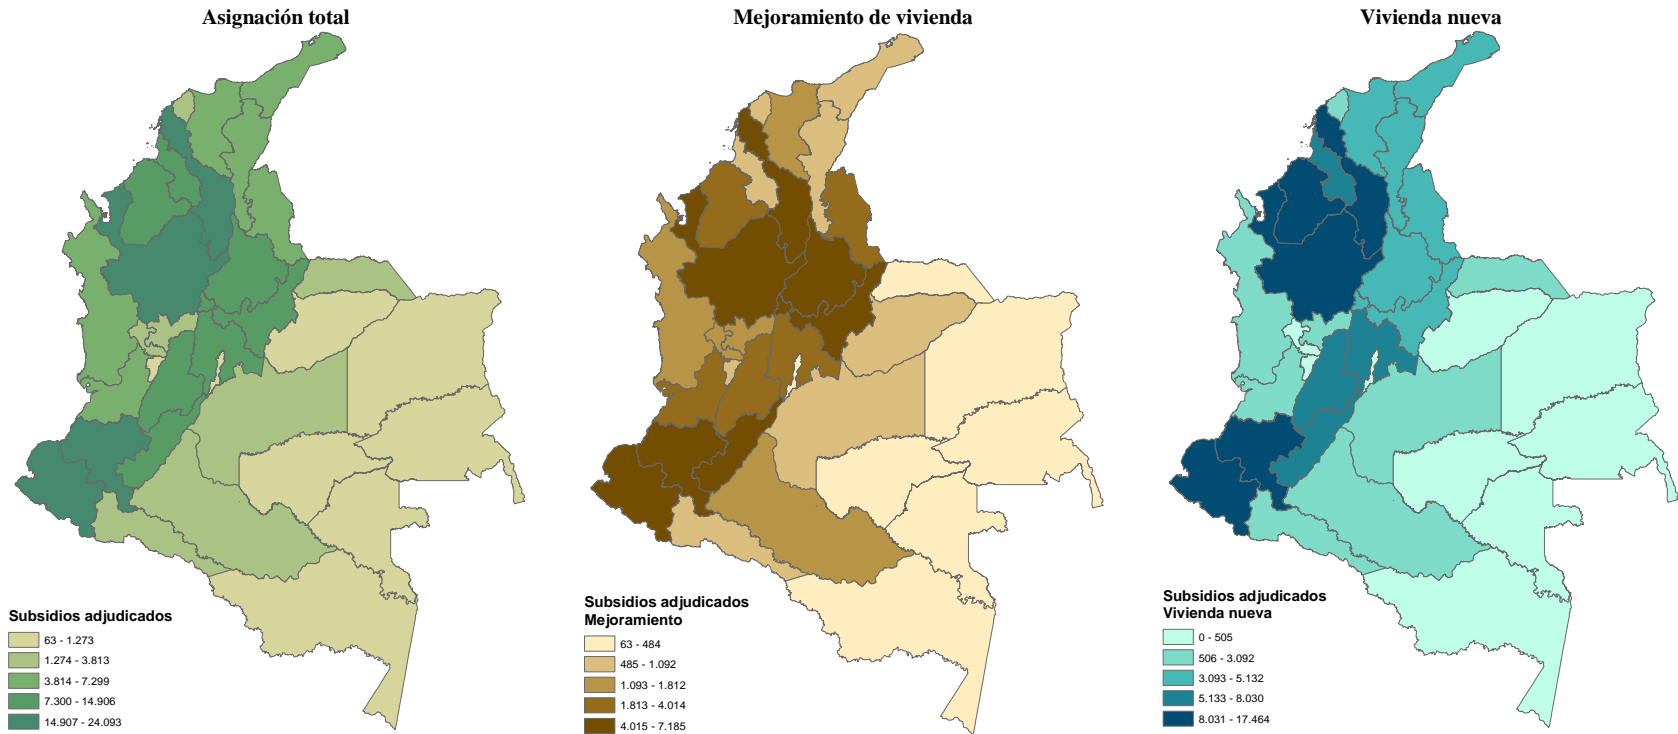 Asignación total
Subsidios adjudicados
63 - 1.273
1.274 - 3.813
3.814 - 7.299
7.300 - 14.906
14.907 - 24.093
Mejoramiento de vivienda
Subsidios adjudicados
Mejoramiento
63 - 484
485 - 1.092
1.093 - 1.812
1.813 - 4.014
4.015 - 7.185
Vivienda nueva
Subsidios adjudicados
Vivienda nueva
0 - 505
506 - 3.092
3.093 - 5.132
5.133 - 8.030
8.031 - 17.464